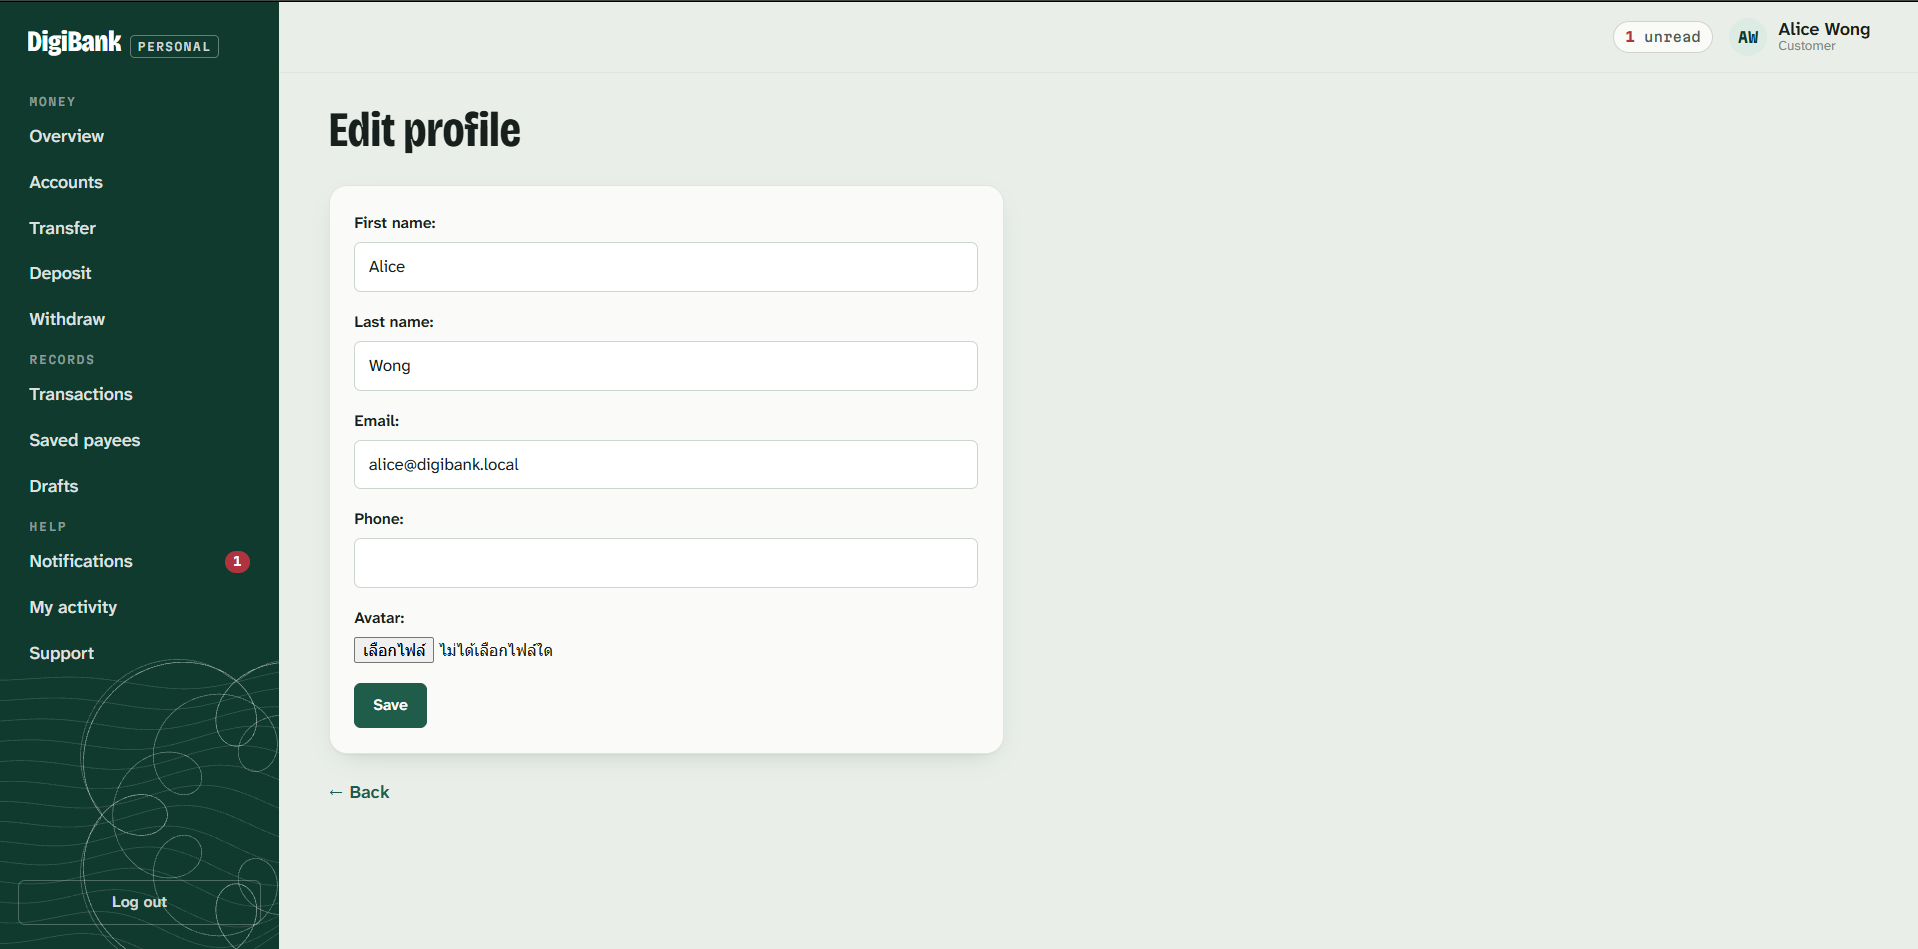 DigiBank PERSONAL
MONEY
Overview
Accounts
Transfer
Deposit
Withdraw
RECORDS
Transactions
Saved payees
Drafts
HELP
Notifications 1
My activity
Support
Log out
1 unread
AW
Alice Wong
Customer
Edit profile
First name:
Alice
Last name:
Wong
Email:
alice@digibank.local
Phone:
Avatar:
เลือกไฟล์ ไม่ได้เลือกไฟล์ใด
Save
← Back